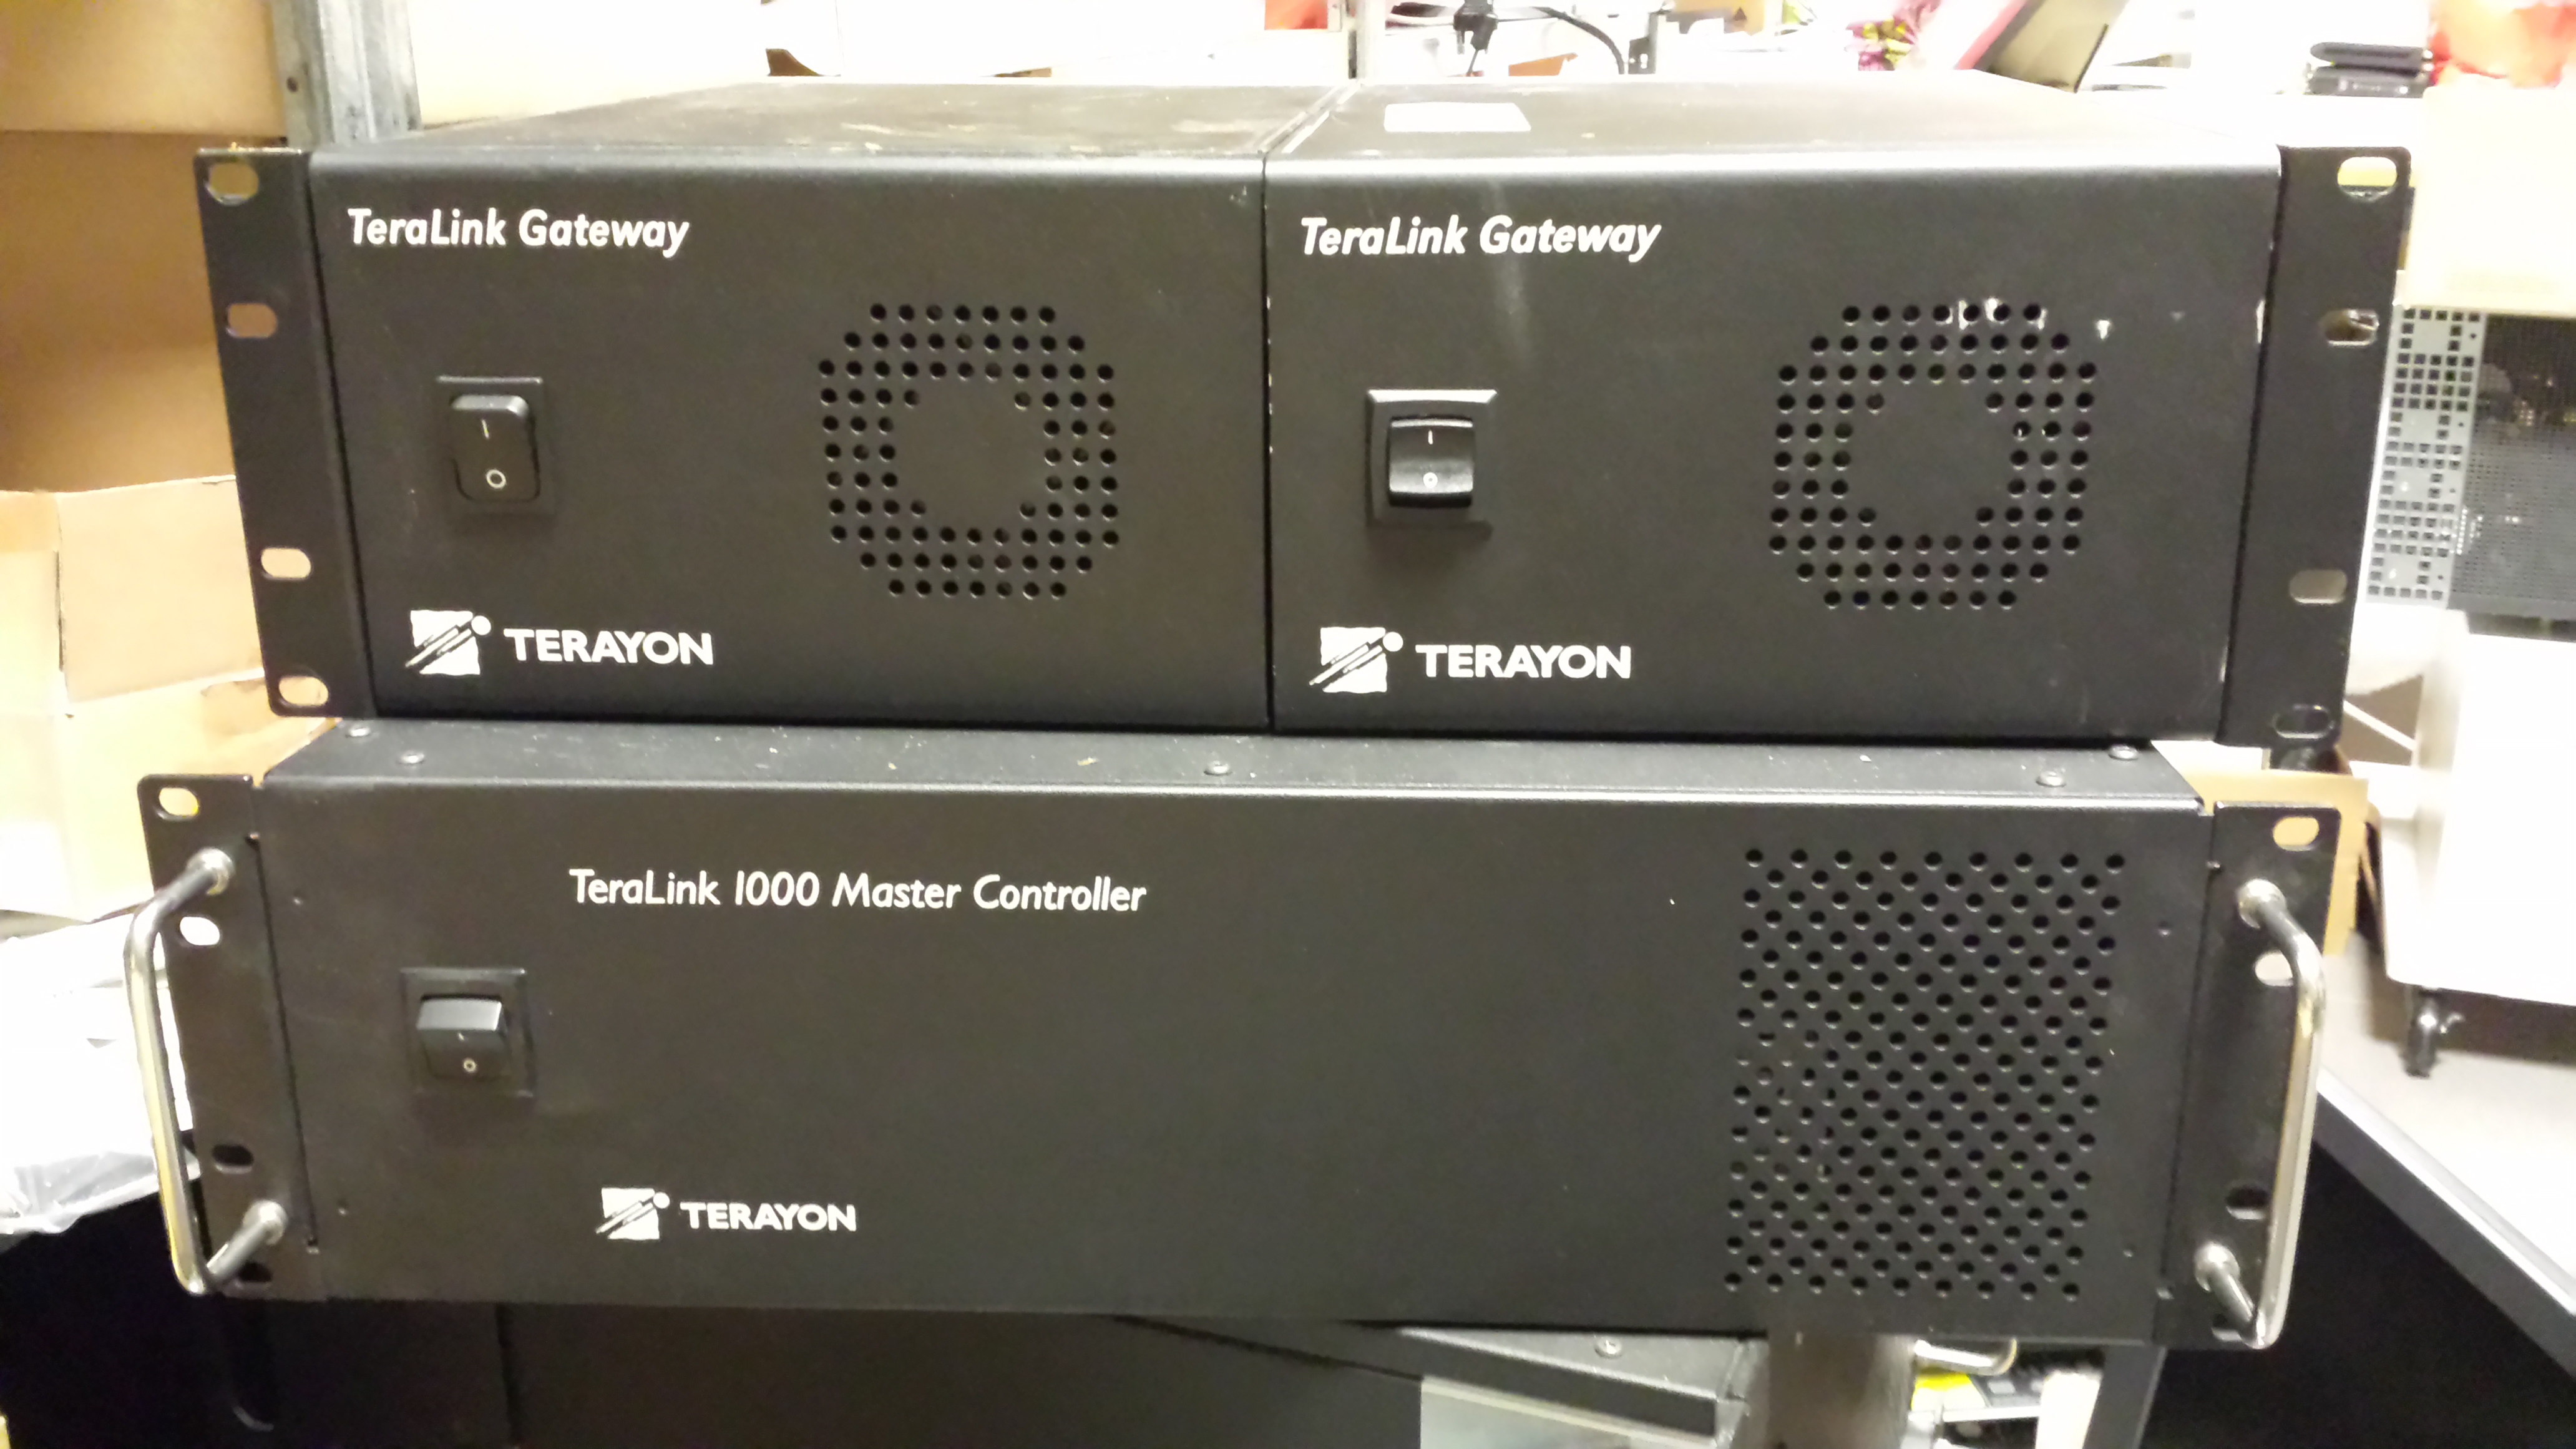 TeraLink Gateway
TeraLink Gateway
I
O
I
O
TERAYON
TERAYON
TeraLink 1000 Master Controller
I
O
TERAYON